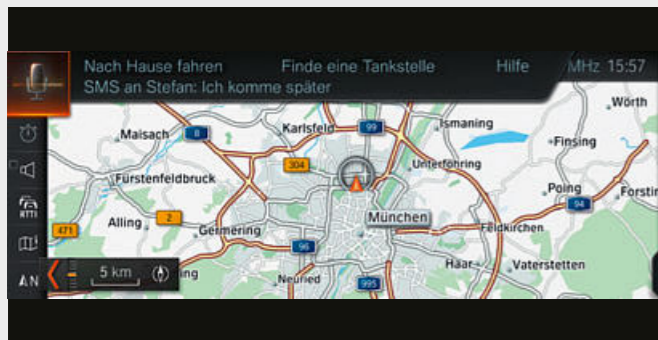 Nach Hause fahren Finde eine Tankstelle Hilfe MHz 15:57
SMS an Stefan: Ich komme später
Wörth
Maisach 8 Karlsfeld 99 Ismaning
Finsing
304 Unterföhring
Fürstenfeldbruck Poing Forstin
RTTI
Alling 2 94
471 Germering München Feldkirchen
96
5 km ing Neuried Haar Vaterstetten
AN 995